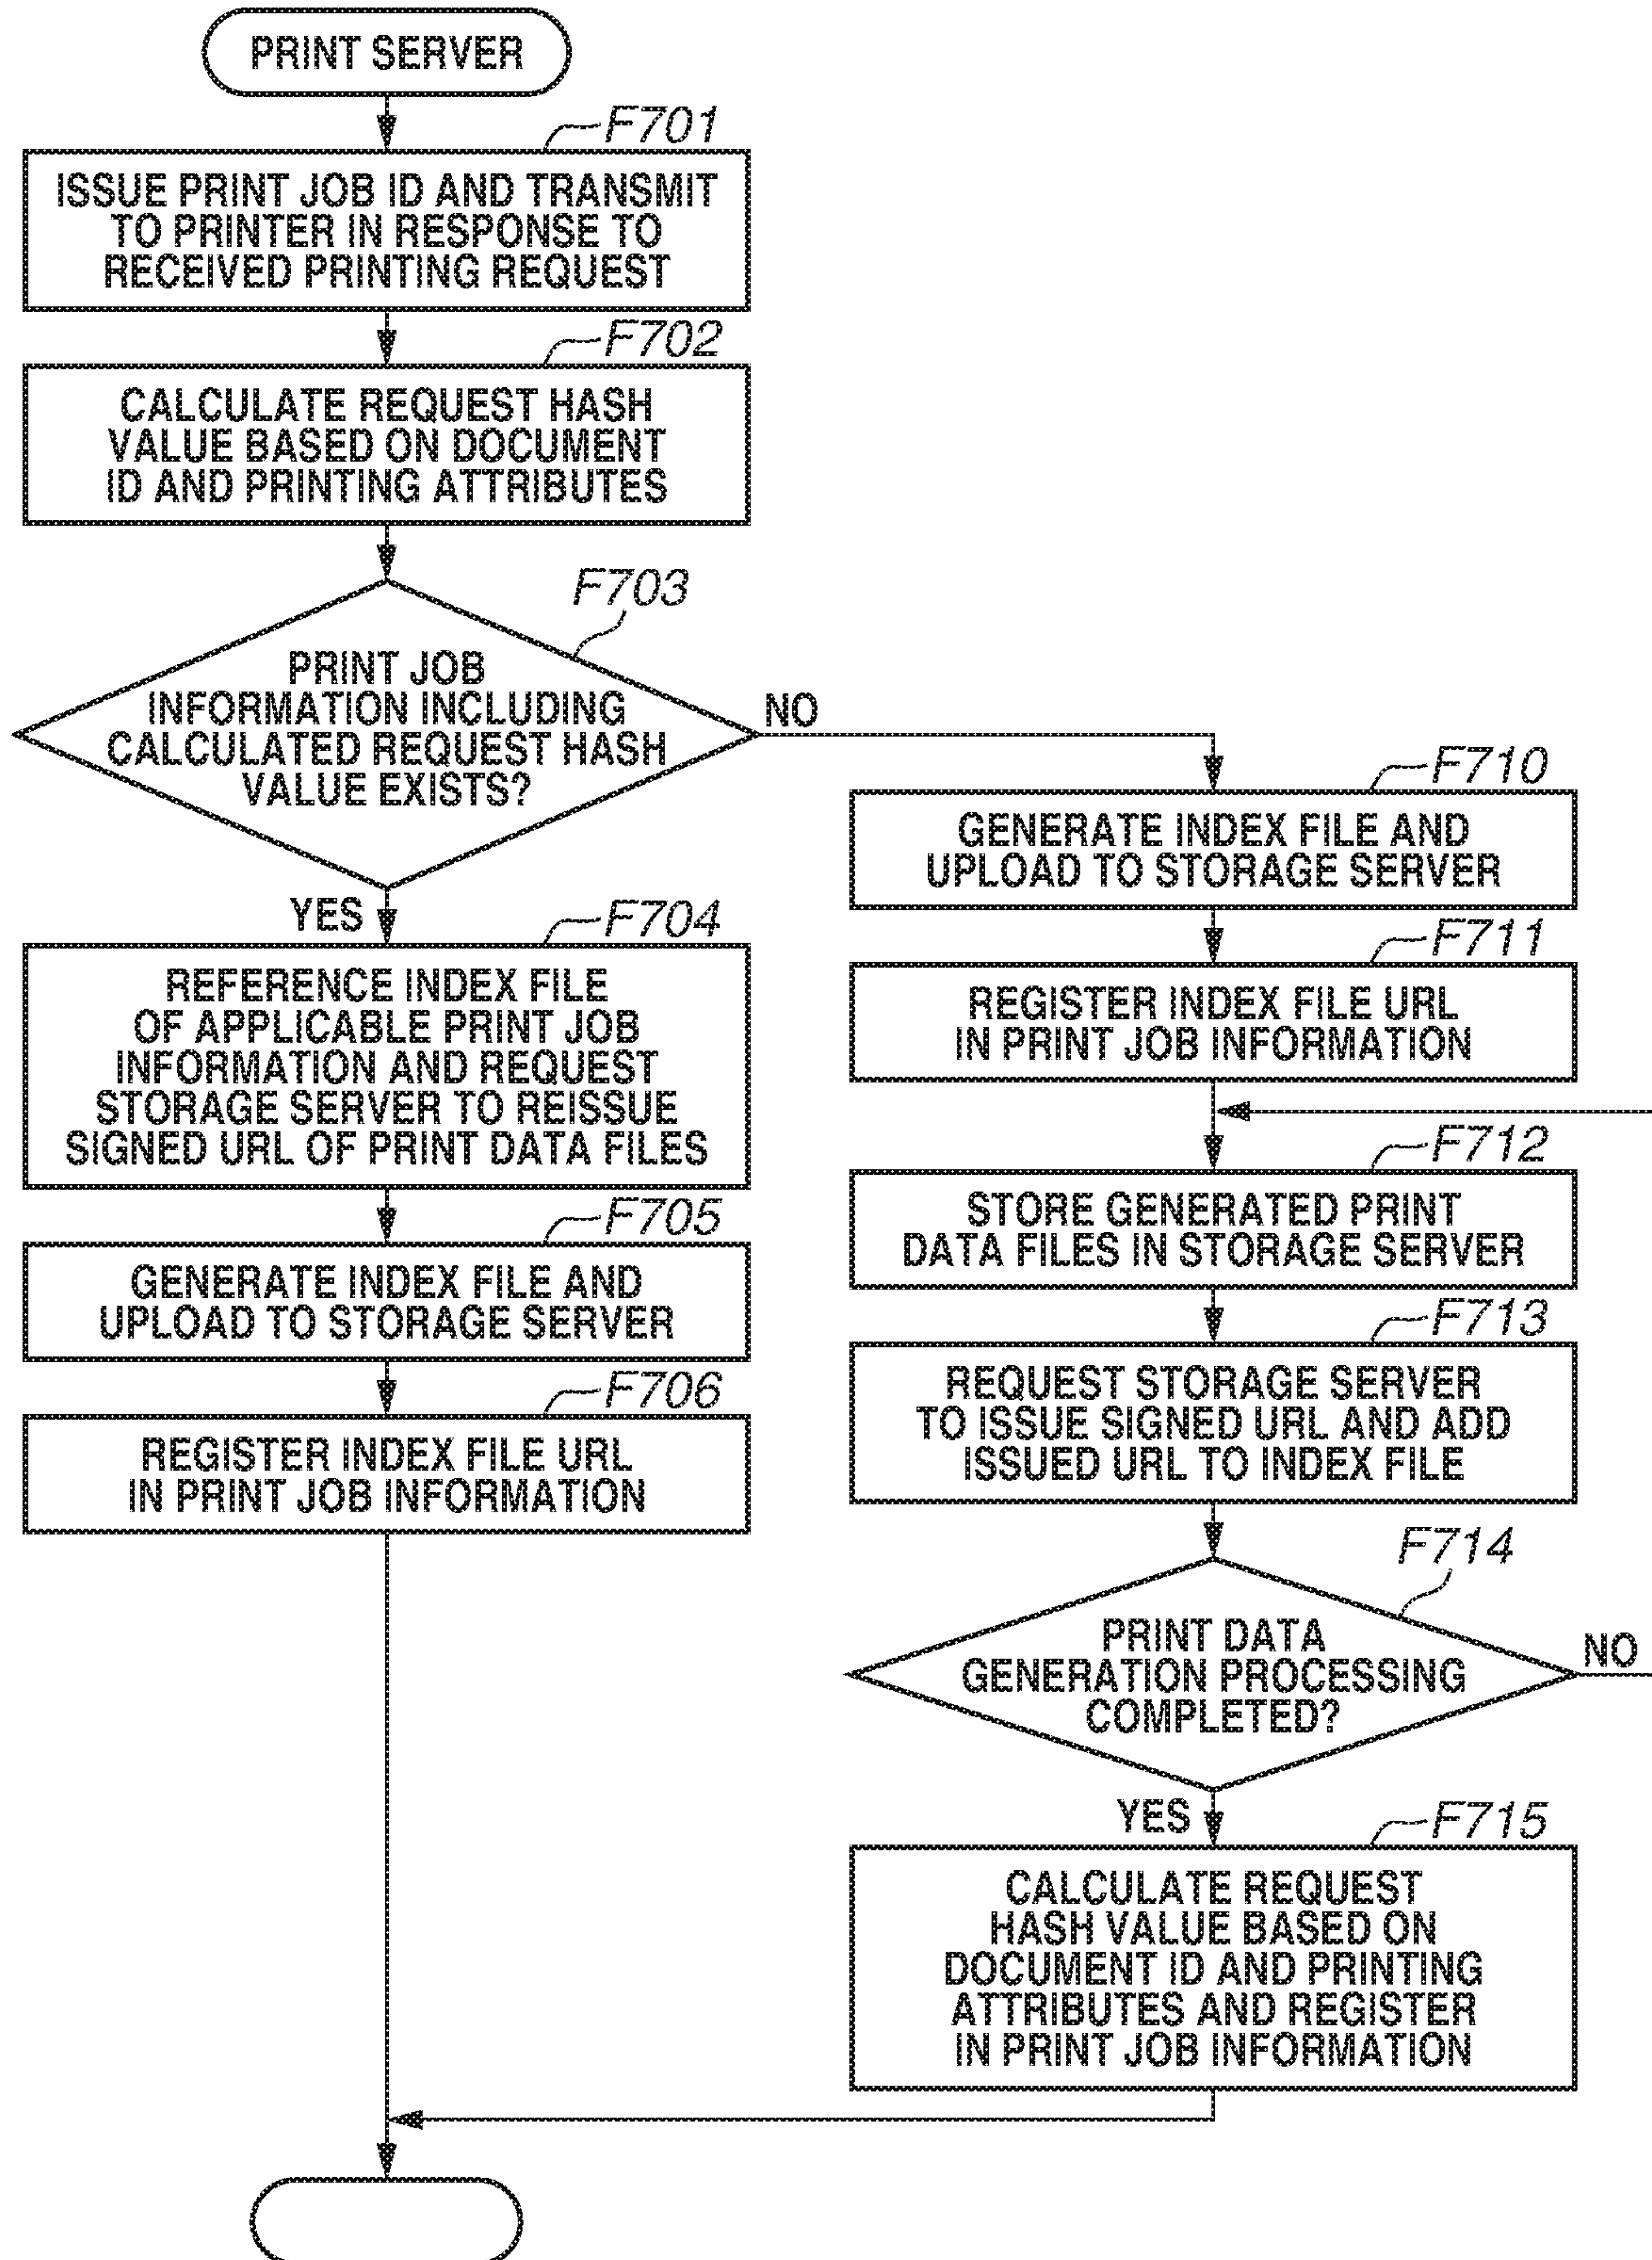 PRINT SERVER
F701
ISSUE PRINT JOB ID AND TRANSMIT
TO PRINTER IN RESPONSE TO
RECEIVED PRINTING REQUEST
F702
CALCULATE REQUEST HASH
VALUE BASED ON DOCUMENT
ID AND PRINTING ATTRIBUTES
F703
PRINT JOB
INFORMATION INCLUDING
CALCULATED REQUEST HASH
VALUE EXISTS?
NO
YES
F704
REFERENCE INDEX FILE
OF APPLICABLE PRINT JOB
INFORMATION AND REQUEST
STORAGE SERVER TO REISSUE
SIGNED URL OF PRINT DATA FILES
F705
GENERATE INDEX FILE AND
UPLOAD TO STORAGE SERVER
F706
REGISTER INDEX FILE URL
IN PRINT JOB INFORMATION
F710
GENERATE INDEX FILE AND
UPLOAD TO STORAGE SERVER
F711
REGISTER INDEX FILE URL
IN PRINT JOB INFORMATION
F712
STORE GENERATED PRINT
DATA FILES IN STORAGE SERVER
F713
REQUEST STORAGE SERVER
TO ISSUE SIGNED URL AND ADD
ISSUED URL TO INDEX FILE
F714
PRINT DATA
GENERATION PROCESSING
COMPLETED?
NO
YES
F715
CALCULATE REQUEST
HASH VALUE BASED ON
DOCUMENT ID AND PRINTING
ATTRIBUTES AND REGISTER
IN PRINT JOB INFORMATION